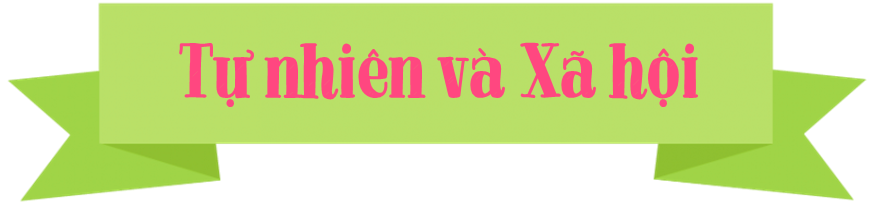 Tự nhiên và Xã hội